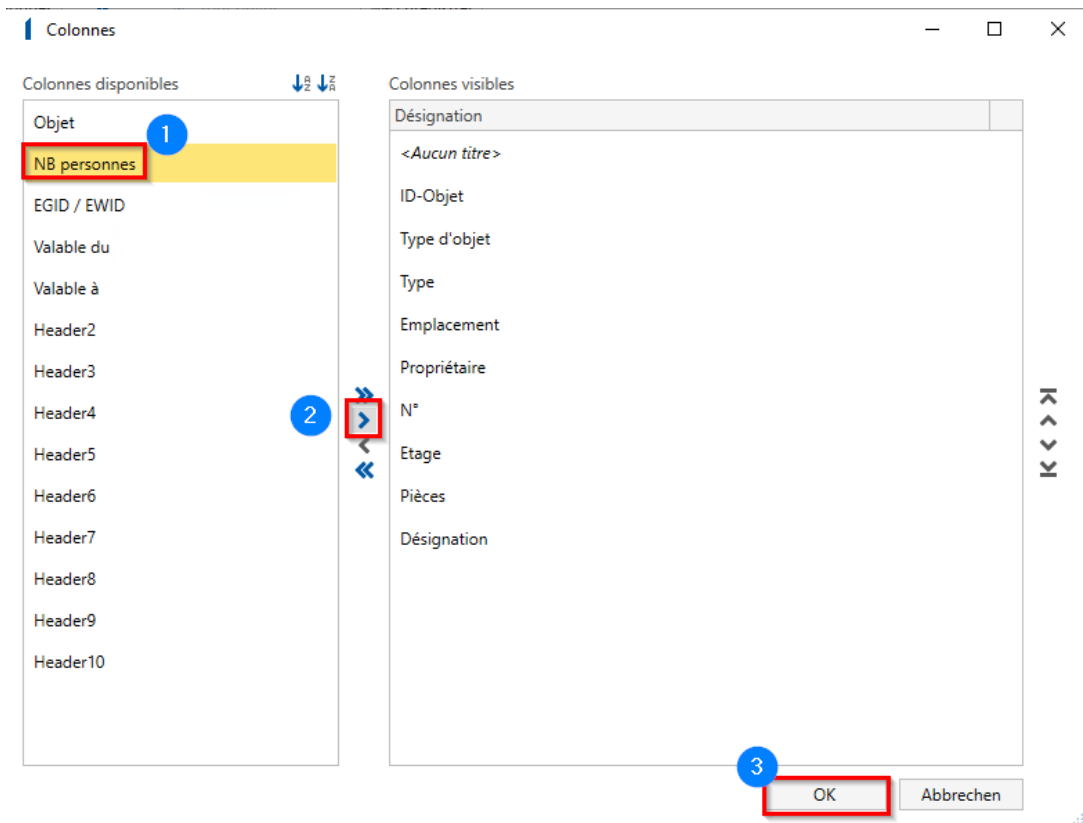 Colonnes
Colonnes disponibles
Objet
1
NB personnes
EGID / EWID
Valable du
Valable à
Header2
Header3
Header4
Header5
Header6
Header7
Header8
Header9
Header10
2
Colonnes visibles
Désignation
<Aucun titre>
ID-Objet
Type d'objet
Type
Emplacement
Propriétaire
N°
Etage
Pièces
Désignation
3
OK
Abbrechen